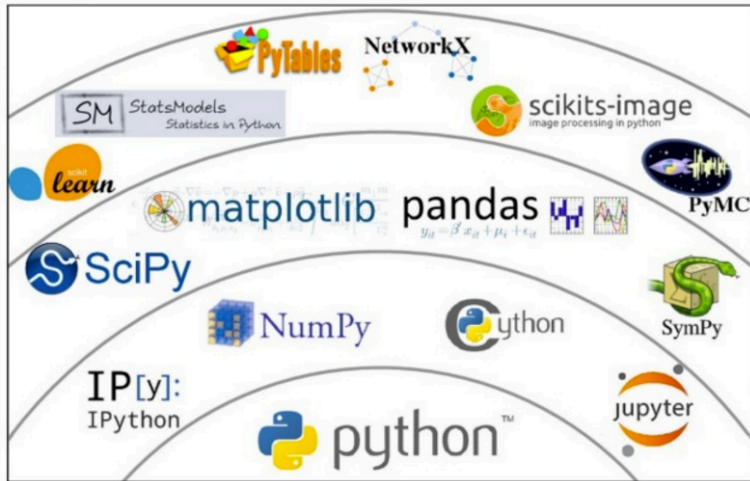 PyTables
NetworkX
SM StatsModels
Statistics in Python
scikits-image
image processing in python
scikit
learn
PyMC
matplotlib
pandas
SciPy
NumPy
Cython
SymPy
IP[y]:
IPython
python™
Jupyter